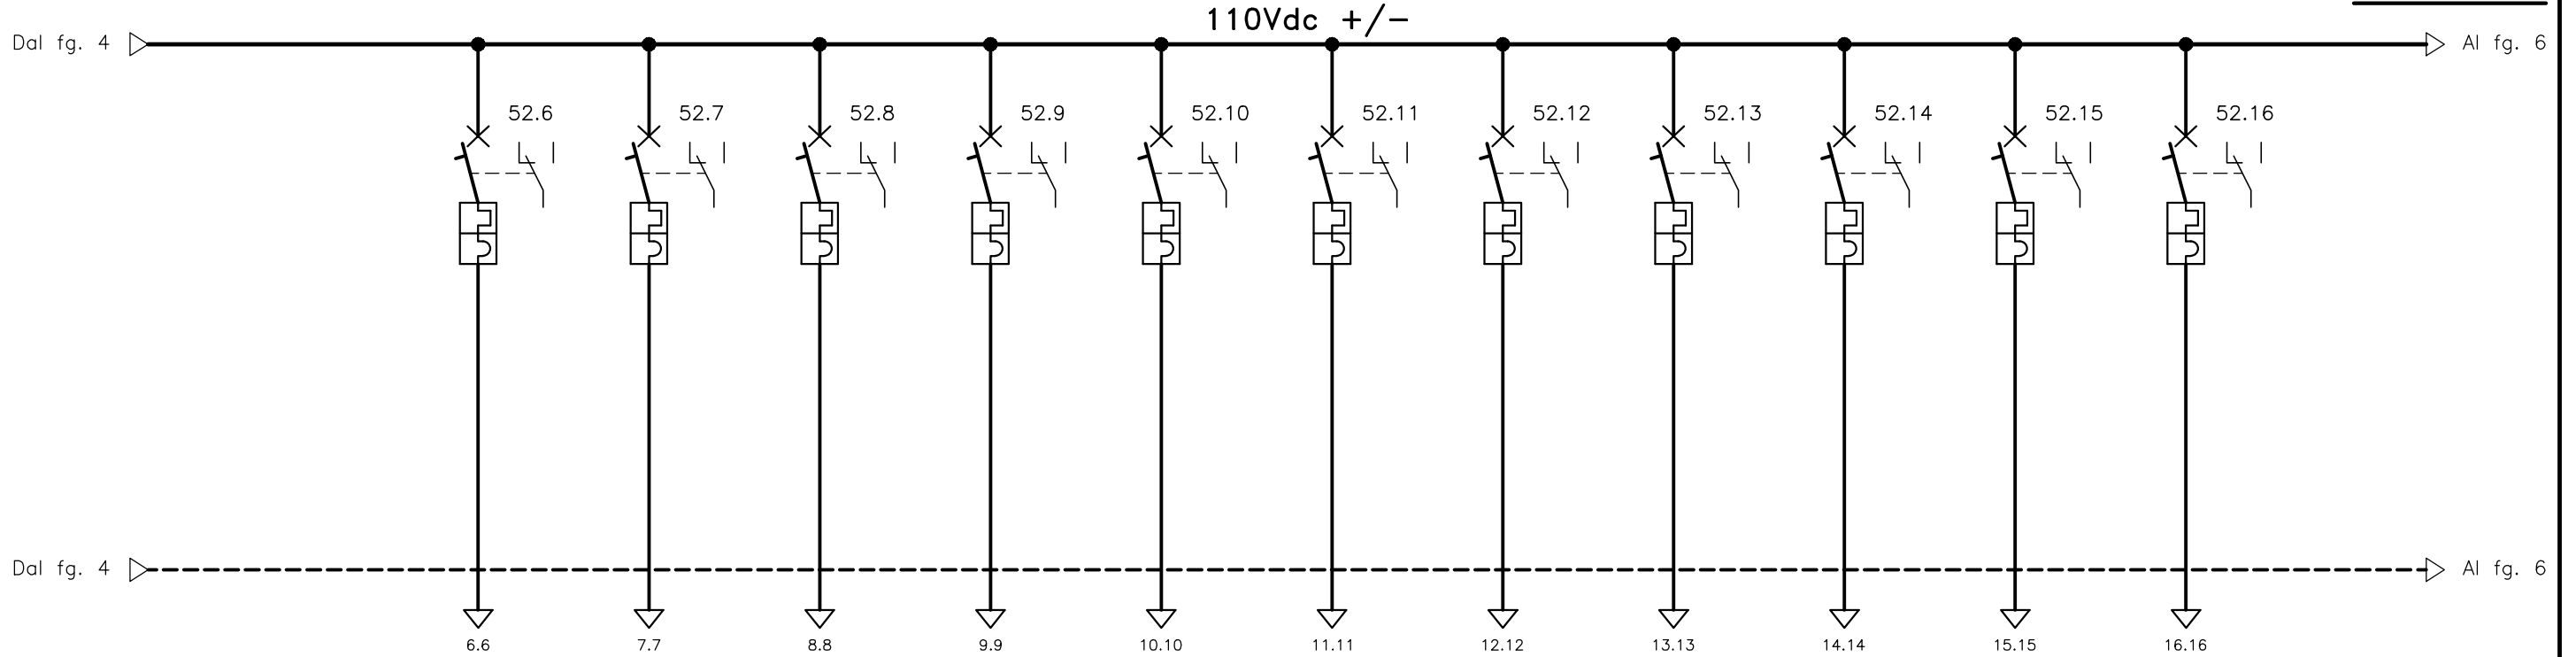 110Vdc +/-
Dal fg. 4
Al fg. 6
52.6 52.7 52.8 52.9 52.10 52.11 52.12 52.13 52.14 52.15 52.16
Dal fg. 4
Al fg. 6
6.6 7.7 8.8 9.9 10.10 11.11 12.12 13.13 14.14 15.15 16.16